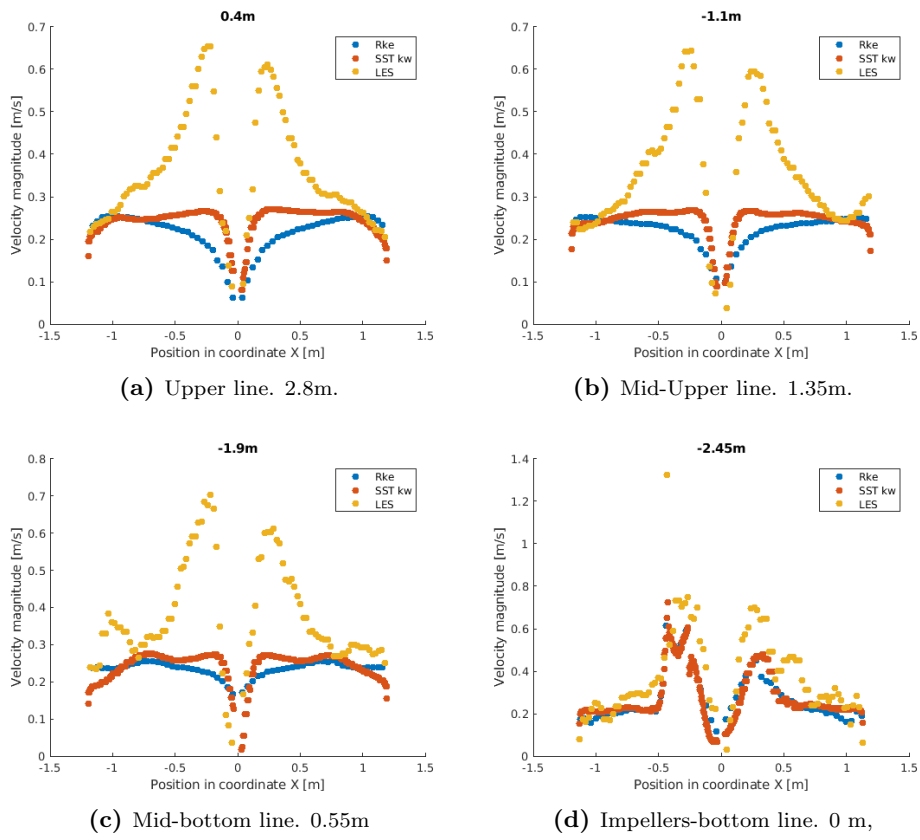 0.4m
Velocity magnitude [m/s]
0.7
0.6
0.5
0.4
0.3
0.2
0.1
0
-1.5
-1
-0.5
0
0.5
1
1.5
Position in coordinate X [m]
Rke
SST kw
LES
(a) Upper line. 2.8m.
-1.1m
Velocity magnitude [m/s]
0.7
0.6
0.5
0.4
0.3
0.2
0.1
0
-1.5
-1
-0.5
0
0.5
1
1.5
Position in coordinate X [m]
Rke
SST kw
LES
(b) Mid-Upper line. 1.35m.
-1.9m
Velocity magnitude [m/s]
0.8
0.7
0.6
0.5
0.4
0.3
0.2
0.1
0
-1.5
-1
-0.5
0
0.5
1
1.5
Position in coordinate X [m]
Rke
SST kw
LES
(c) Mid-bottom line. 0.55m
-2.45m
Velocity magnitude [m/s]
1.4
1.2
1
0.8
0.6
0.4
0.2
0
-1.5
-1
-0.5
0
0.5
1
1.5
Position in coordinate X [m]
Rke
SST kw
LES
(d) Impellers-bottom line. 0 m,